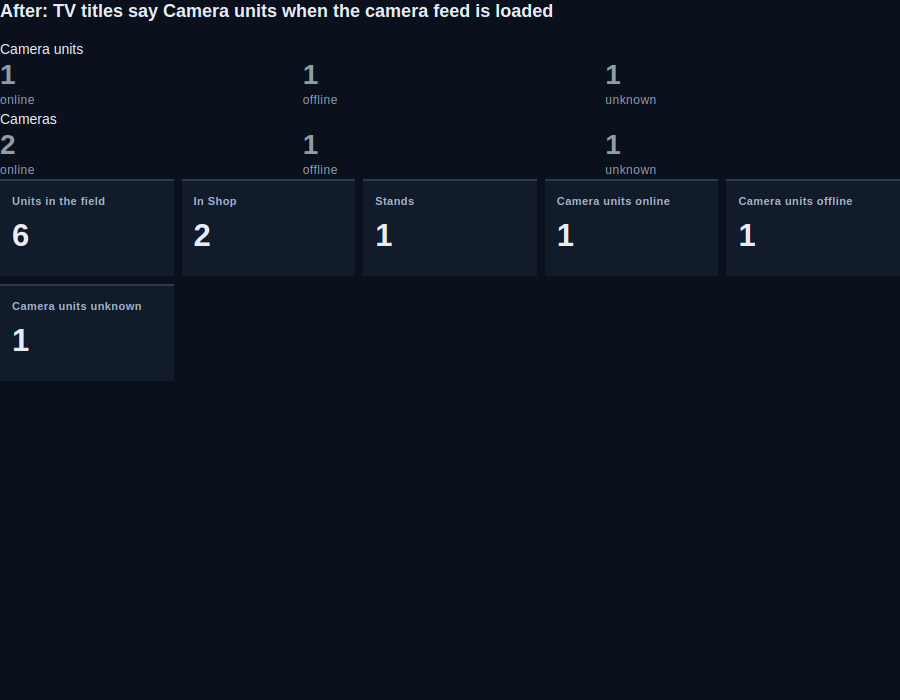 After: TV titles say Camera units when the camera feed is loaded
Camera units
1 1 1
online offline unknown
Cameras
2 1 1
online offline unknown
Units in the field In Shop Stands Camera units online Camera units offline
6 2 1 1 1
Camera units unknown
1